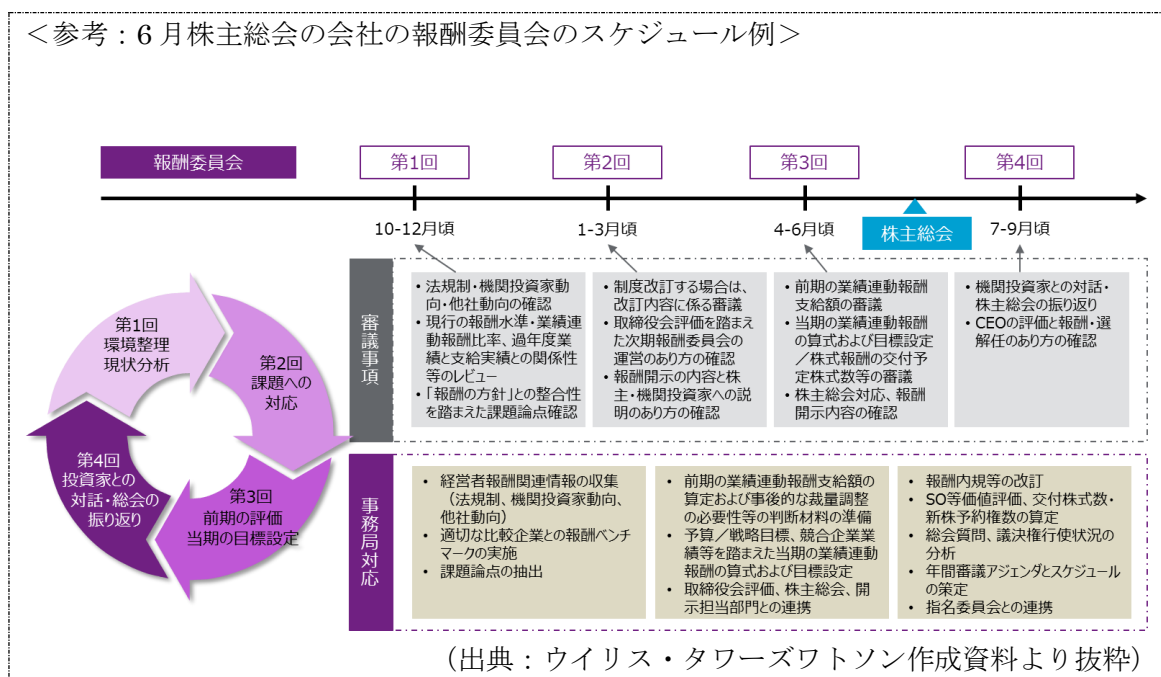 ＜参考：６月株主総会の会社の報酬委員会のスケジュール例＞
報酬委員会
第1回
第2回
第3回
第4回
10-12月頃
1-3月頃
4-6月頃
株主総会
7-9月頃
第1回
環境整理
現状分析
第2回
課題への
対応
第3回
前期の評価
当期の目標設定
第4回
投資家との
対話・総会の
振り返り
審議事項
• 法規制・機関投資家動
向・他社動向の確認
• 現行の報酬水準・業績連
動報酬比率、過年度業
績と支給実績との関係性
等のレビュー
• 「報酬の方針」との整合性
を踏まえた課題論点確認
• 制度改訂する場合は、
改訂内容に係る審議
• 取締役会評価を踏まえ
た次期報酬委員会の
運営のあり方の確認
• 報酬開示の内容と株
主・機関投資家への説
明のあり方の確認
• 前期の業績連動報酬
支給額の審議
• 当期の業績連動報酬
の算式および目標設定
／株式報酬の交付予
定株式数等の審議
• 株主総会対応、報酬
開示内容の確認
• 機関投資家との対話・
株主総会の振り返り
• CEOの評価と報酬・選
解任のあり方の確認
事務局対応
• 経営者報酬関連情報の収集
（法規制、機関投資家動向、
他社動向）
• 適切な比較企業との報酬ベンチ
マークの実施
• 課題論点の抽出
• 前期の業績連動報酬支給額の
算定および事後的な裁量調整
の必要性等の判断材料の準備
• 予算／戦略目標、競合企業業
績等を踏まえた当期の業績連動
報酬の算式および目標設定
• 取締役会評価、株主総会、開
示担当部門との連携
• 報酬内規等の改訂
• SO等価値評価、交付株式数・
新株予約権数の算定
• 総会質問、議決権行使状況の
分析
• 年間審議アジェンダとスケジュール
の策定
• 指名委員会との連携
（出典：ウイリス・タワーズワトソン作成資料より抜粋）